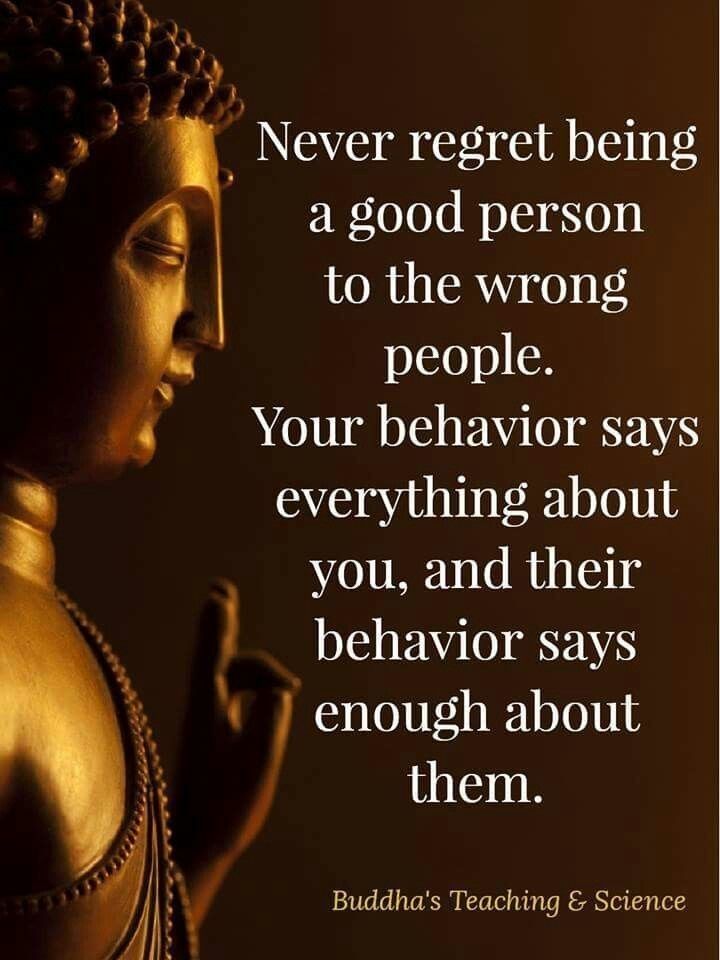 Never regret being
a good person
to the wrong
people.
Your behavior says
everything about
you, and their
behavior says
enough about
them.
Buddha's Teaching & Science